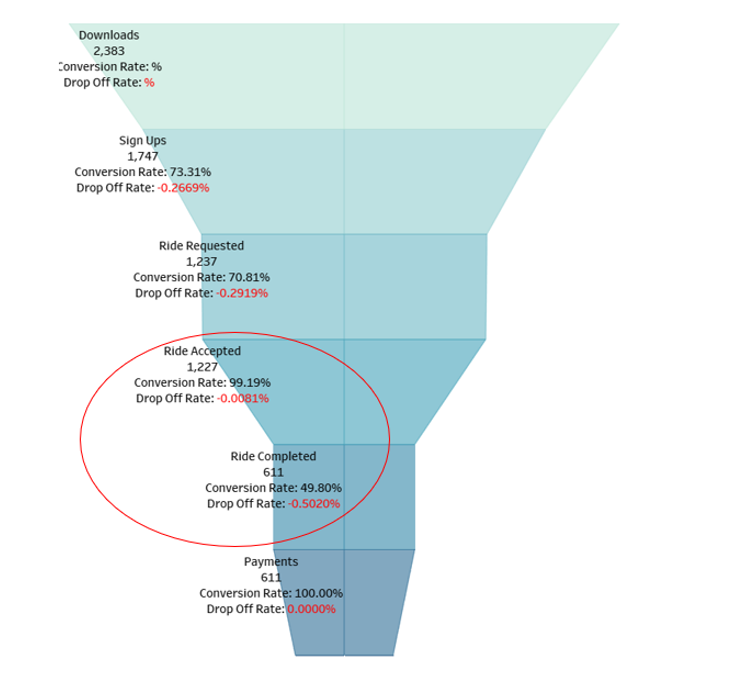 Downloads
2,383
Conversion Rate: %
Drop Off Rate: %
Sign Ups
1,747
Conversion Rate: 73.31%
Drop Off Rate: -0.2669%
Ride Requested
1,237
Conversion Rate: 70.81%
Drop Off Rate: -0.2919%
Ride Accepted
1,227
Conversion Rate: 99.19%
Drop Off Rate: -0.0081%
Ride Completed
611
Conversion Rate: 49.80%
Drop Off Rate: -0.5020%
Payments
611
Conversion Rate: 100.00%
Drop Off Rate: 0.0000%